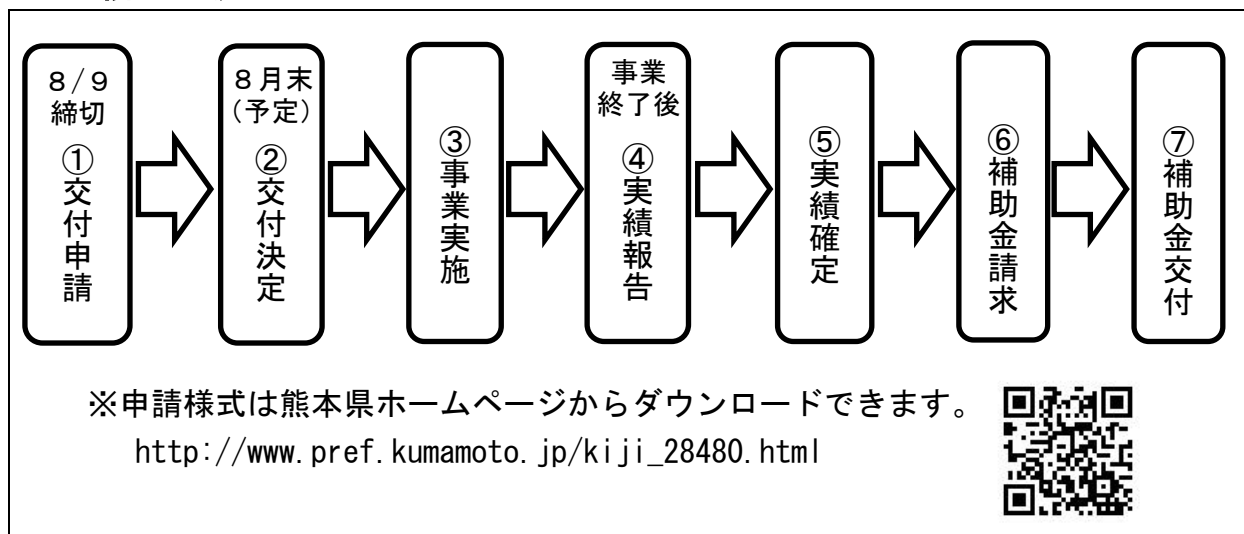 8/9
締切
①交付申請
8月末
(予定)
②交付決定
③事業実施
事業
終了後
④実績報告
⑤実績確定
⑥補助金請求
⑦補助金交付
※申請様式は熊本県ホームページからダウンロードできます。
http://www.pref.kumamoto.jp/kiji_28480.html